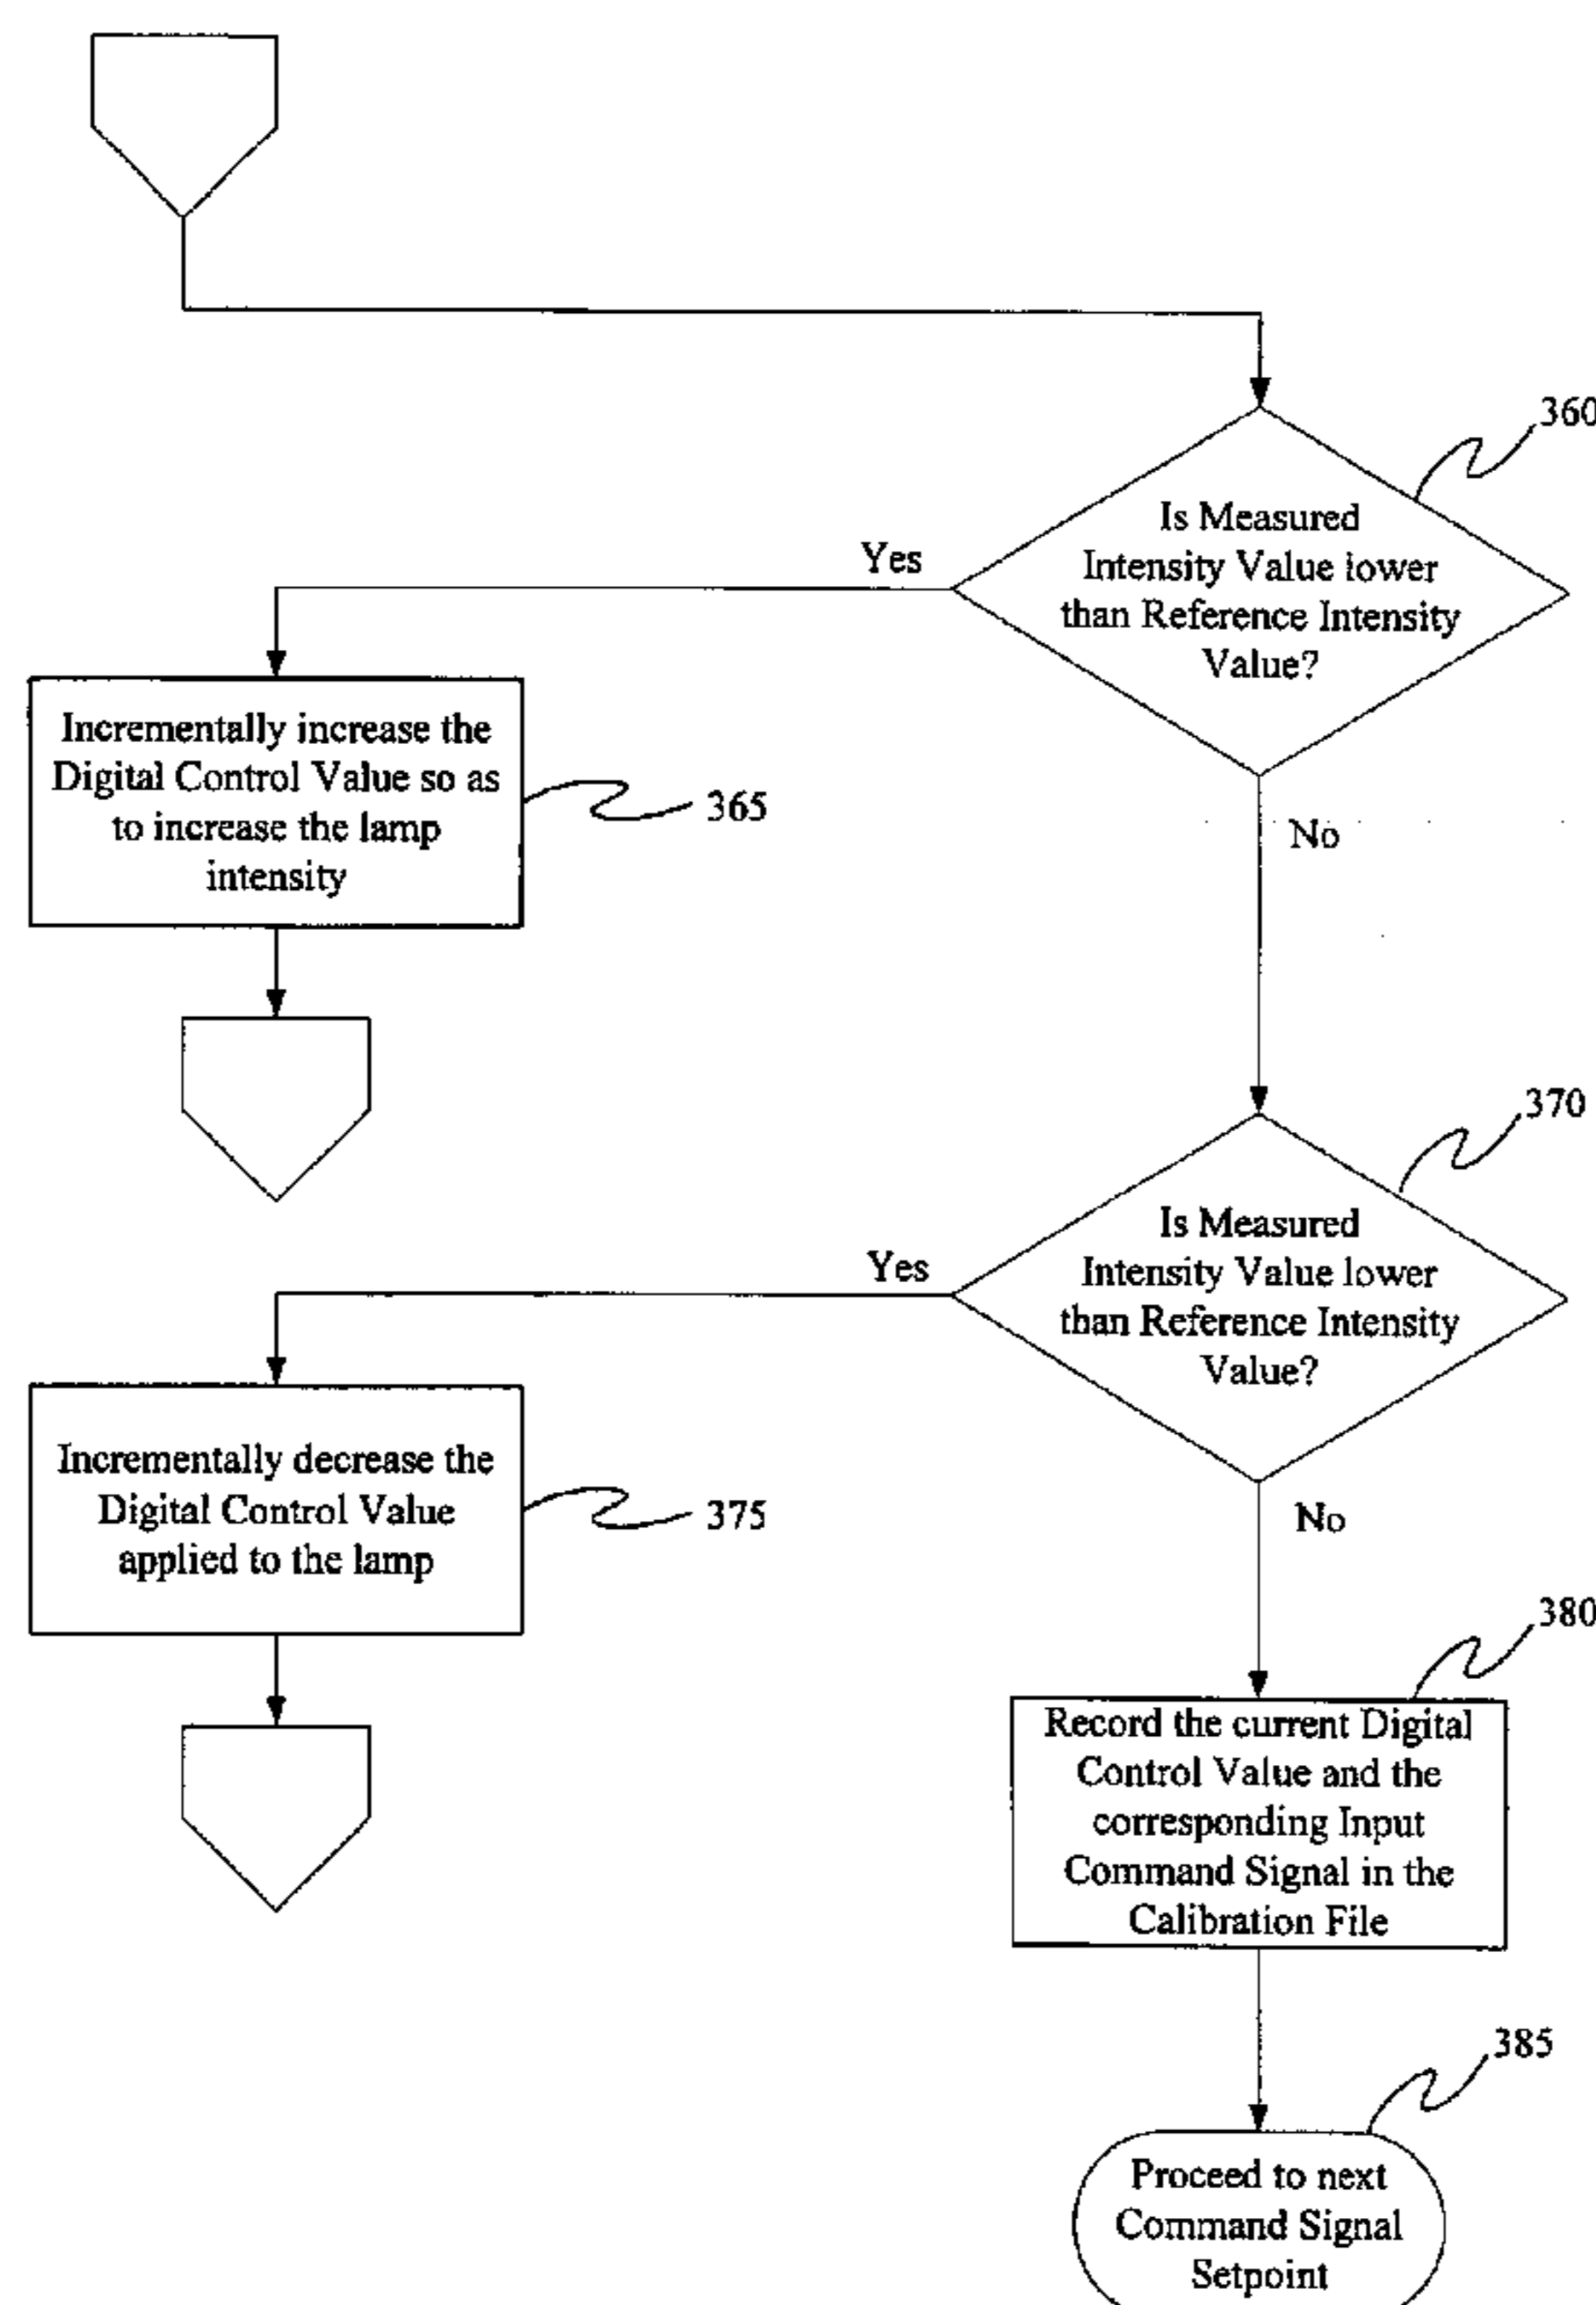 360
Is Measured
Intensity Value lower
than Reference Intensity
Value?
Yes
Incrementally increase the
Digital Control Value so as
to increase the lamp
intensity
365
No
370
Is Measured
Intensity Value lower
than Reference Intensity
Value?
Yes
Incrementally decrease the
Digital Control Value
applied to the lamp
375
No
380
Record the current Digital
Control Value and the
corresponding Input
Command Signal in the
Calibration File
385
Proceed to next
Command Signal
Setpoint